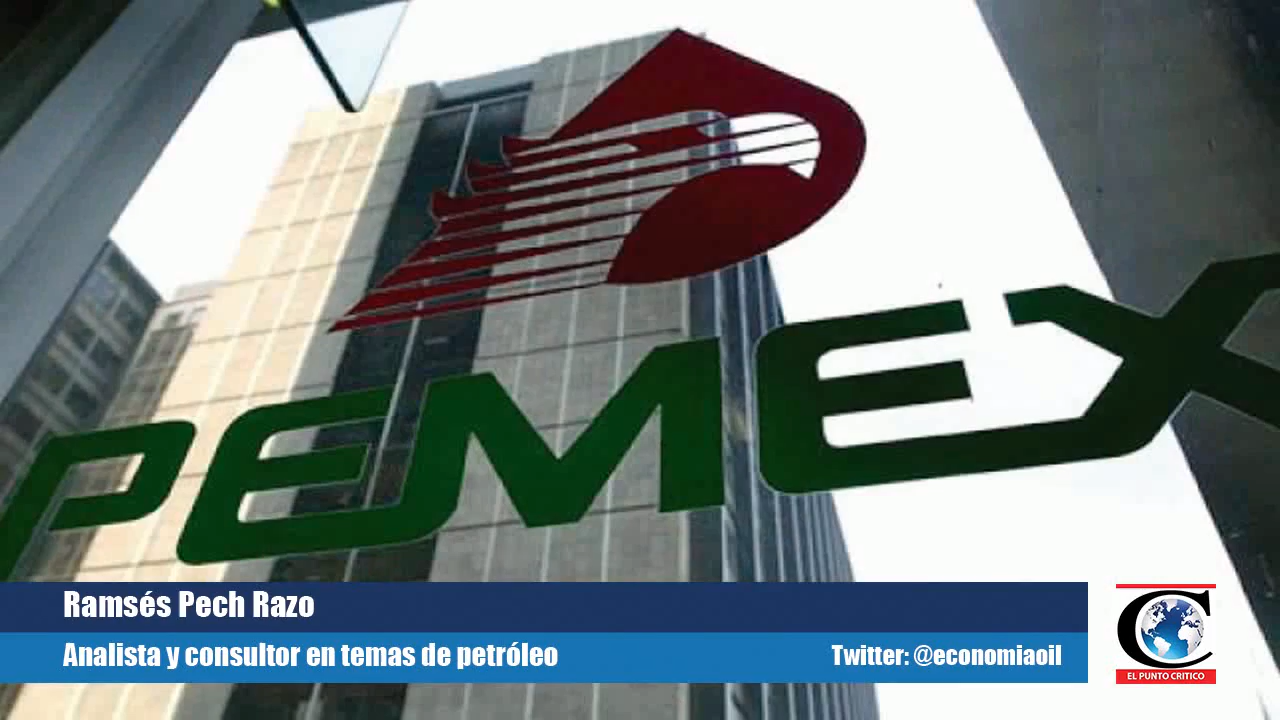 PEMEX
Ramsés Pech Razo
Analista y consultor en temas de petróleo
Twitter: @economiaoil
C
EL PUNTO CRITICO